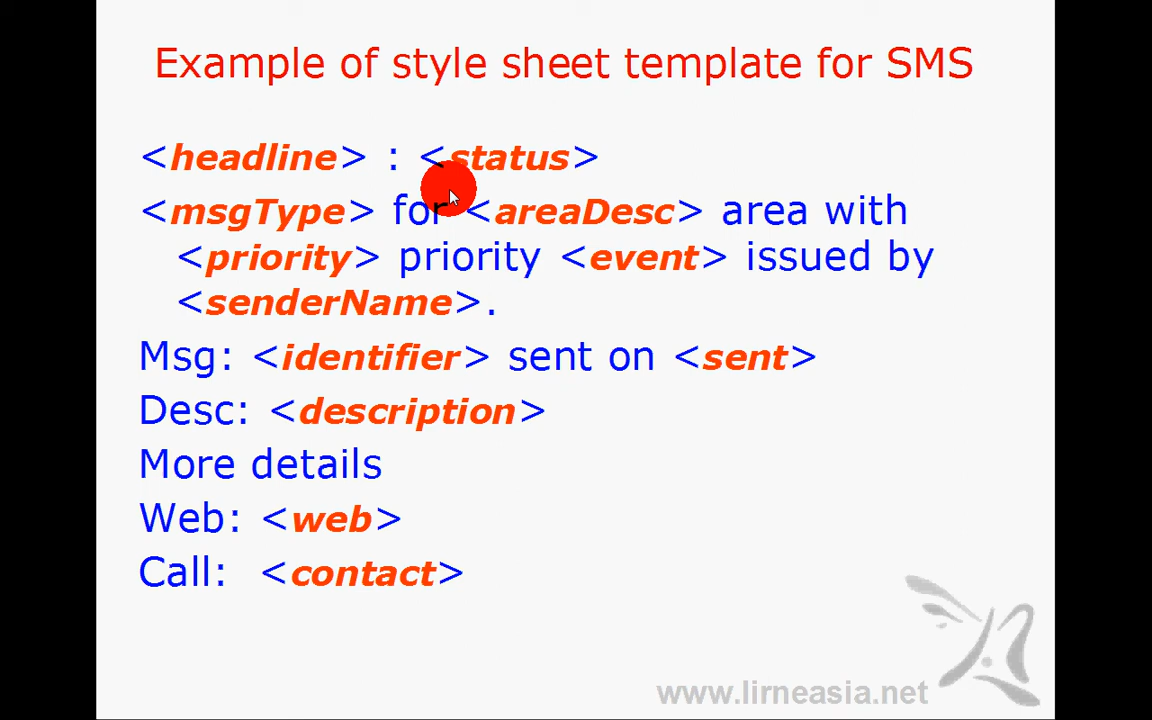 Example of style sheet template for SMS
<headline> : <status>
<msgType> for <areaDesc> area with
<priority> priority <event> issued by
<senderName>.
Msg: <identifier> sent on <sent>
Desc: <description>
More details
Web: <web>
Call: <contact>
www.lirneasia.net